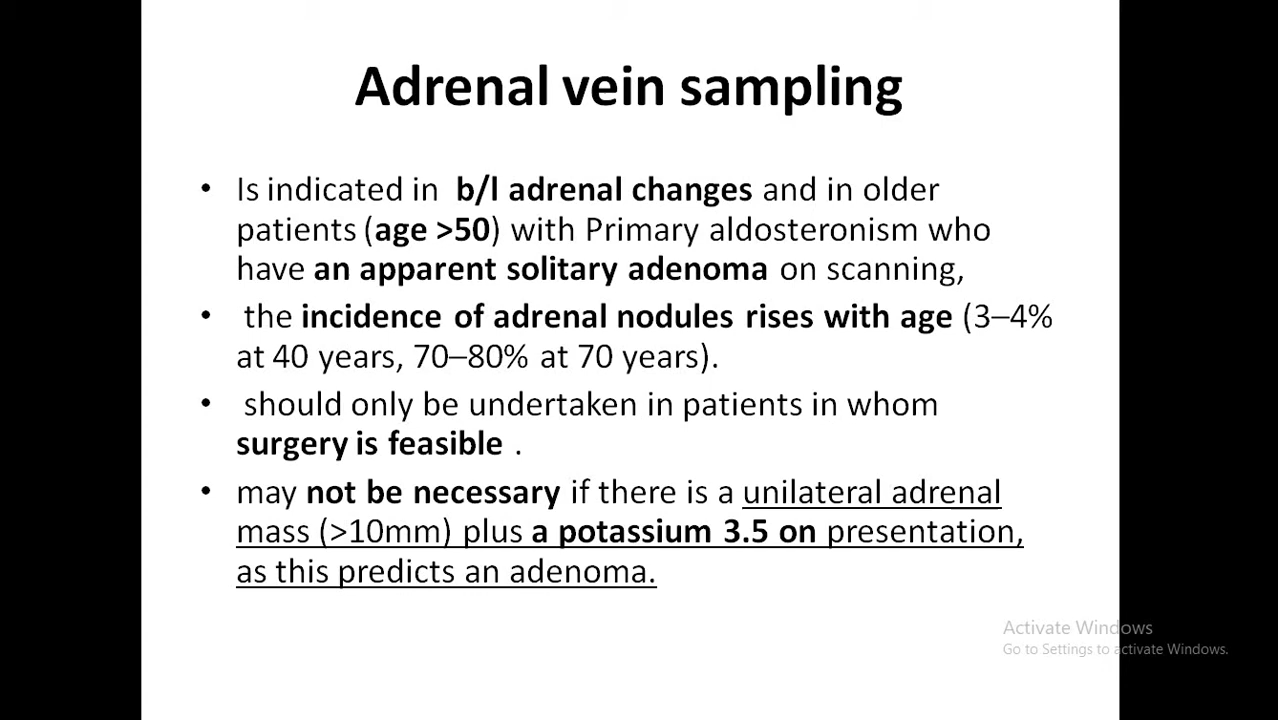 Adrenal vein sampling
• Is indicated in b/l adrenal changes and in older
patients (age >50) with Primary aldosteronism who
have an apparent solitary adenoma on scanning,
• the incidence of adrenal nodules rises with age (3–4%
at 40 years, 70–80% at 70 years).
• should only be undertaken in patients in whom
surgery is feasible .
• may not be necessary if there is a unilateral adrenal
mass (>10mm) plus a potassium 3.5 on presentation,
as this predicts an adenoma.
Activate Windows
Go to Settings to activate Windows.